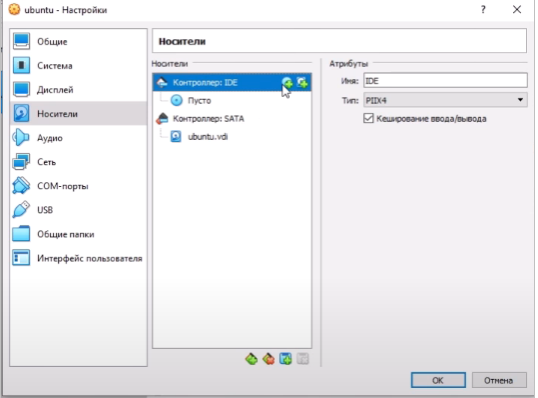 ubuntu - Настройки
?
Общие
Система
Дисплей
Носители
Аудио
Сеть
COM-порты
USB
Общие папки
Интерфейс пользователя
Носители
Носители
Контроллер: IDE
Пусто
Контроллер: SATA
ubuntu.vdi
Атрибуты
Имя: IDE
Тип: PIIX4
Кеширование ввода/вывода
OK
Отмена